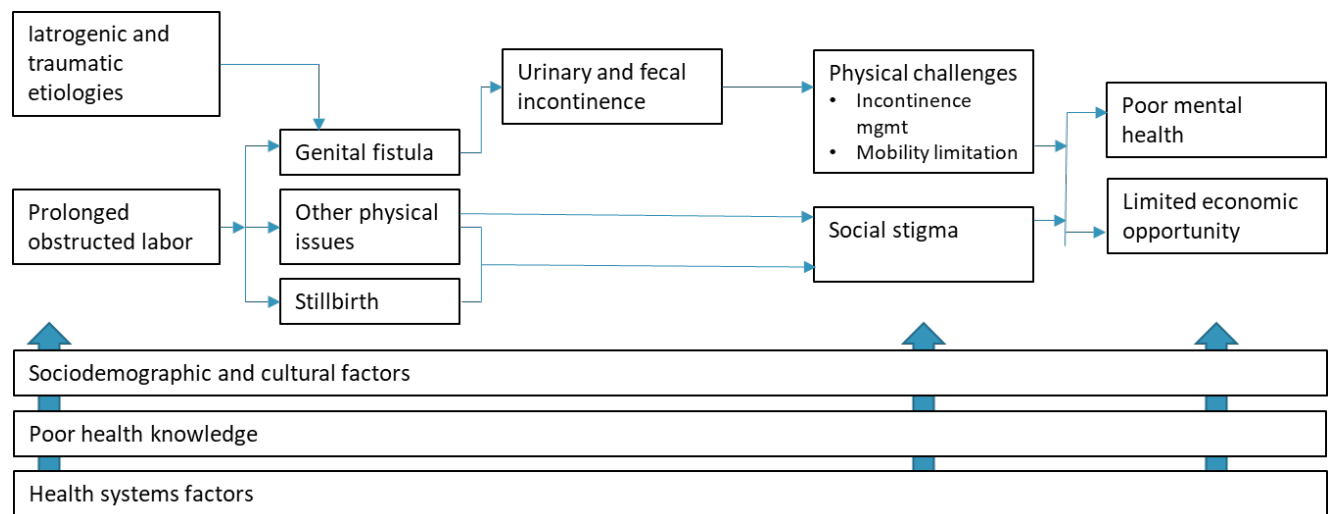 Iatrogenic and
traumatic
etiologies
Urinary and fecal
incontinence
Physical challenges
• Incontinence
mgmt
• Mobility limitation
Poor mental
health
Genital fistula
Prolonged
obstructed labor
Other physical
issues
Social stigma
Limited economic
opportunity
Stillbirth
Sociodemographic and cultural factors
Poor health knowledge
Health systems factors